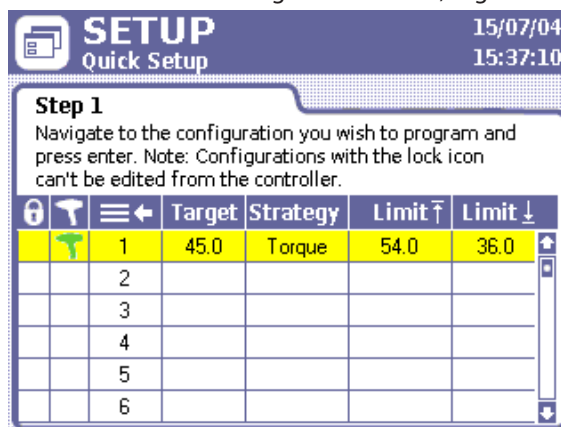 SETUP 15/07/04
Quick Setup 15:37:10
Step 1
Navigate to the configuration you wish to program and
press enter. Note: Configurations with the lock icon
can't be edited from the controller.
Target Strategy Limit Limit
1 45.0 Torque 54.0 36.0
2
3
4
5
6